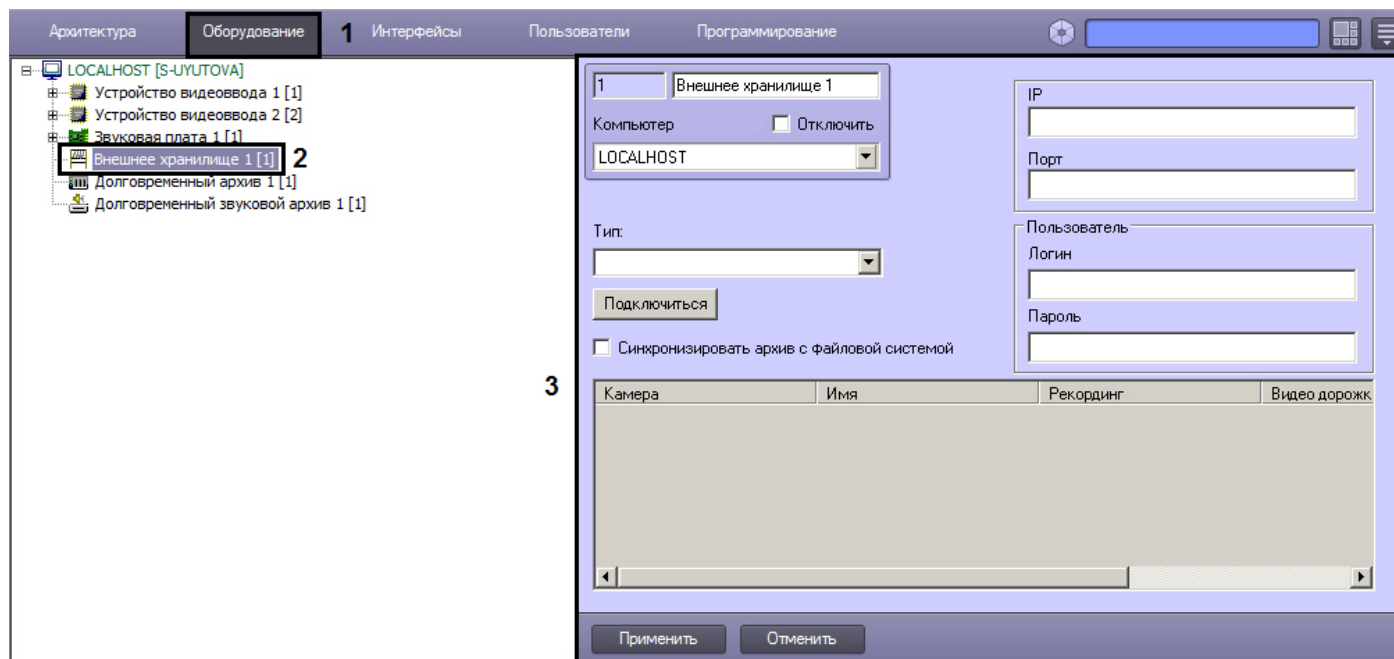 Архитектура Оборудование 1 Интерфейсы Пользователи Программирование
LOCALHOST [S-UYUTOVA]
Устройство видеоввода 1 [1]
Устройство видеоввода 2 [2]
Звуковая плата 1 [1]
Внешнее хранилище 1 [1] 2
Долговременный архив 1 [1]
Долговременный звуковой архив 1 [1]
3
1 Внешнее хранилище 1
Компьютер Отключить
LOCALHOST
IP
Порт
Тип:
Подключиться
Синхронизировать архив с файловой системой
Пользователь
Логин
Пароль
Камера Имя Рекординг Видео дорожк
Применить Отменить